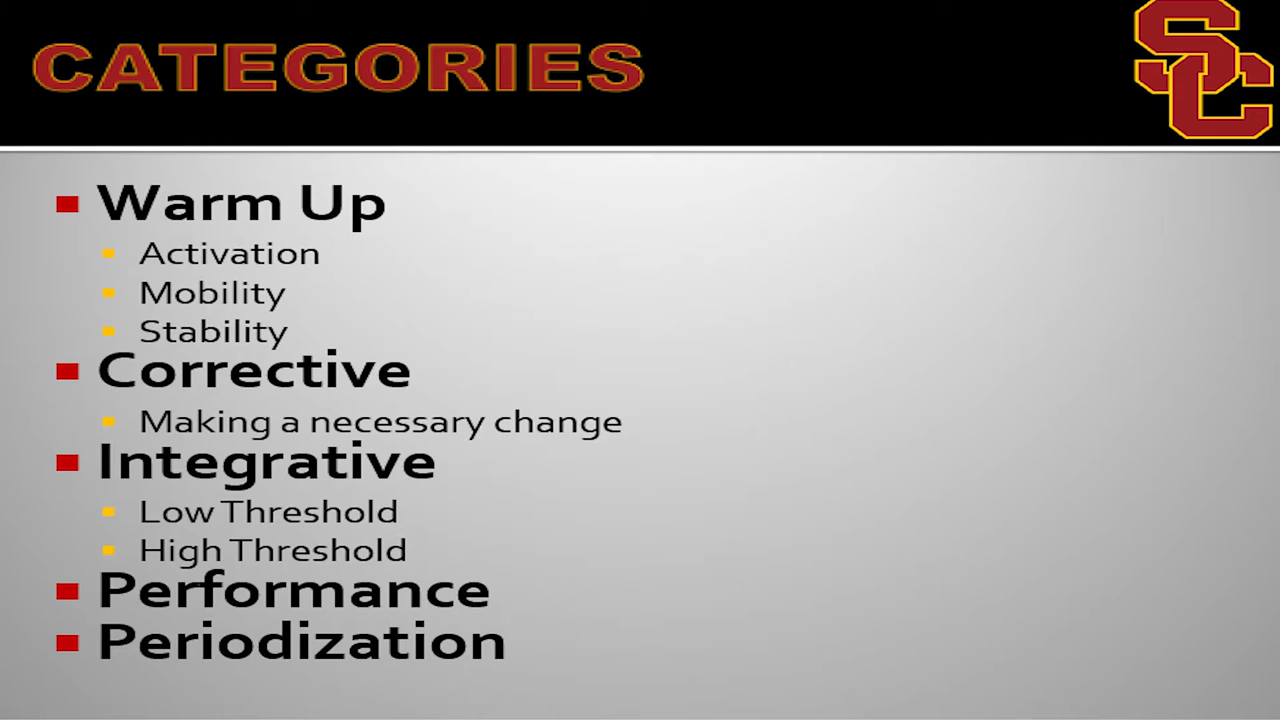 CATEGORIES
SC
Warm Up
Activation
Mobility
Stability
Corrective
Making a necessary change
Integrative
Low Threshold
High Threshold
Performance
Periodization